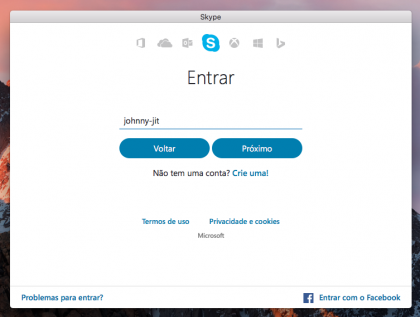 Skype
Entrar
johnny-jit
Voltar Próximo
Não tem uma conta? Crie uma!
Termos de uso Privacidade e cookies
Microsoft
Problemas para entrar? Entrar com o Facebook